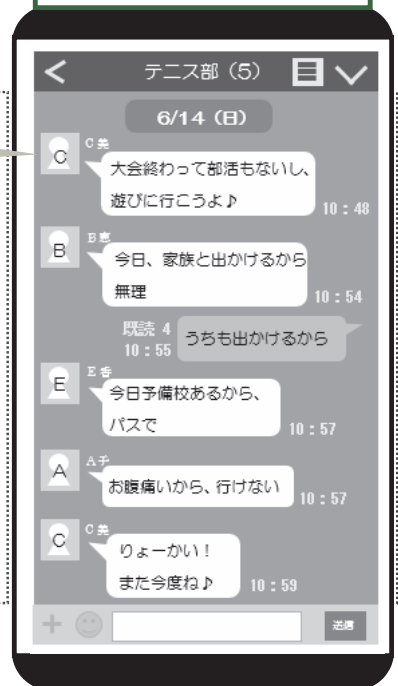 テニス部（5）
6/14（日）
C
C美
大会終わって部活もないし、
遊びに行こうよ♪
10：48
B
B恵
今日、家族と出かけるから
無理
10：54
既読 4
10：55
うちも出かけるから
E
E香
今日予備校あるから、
パスで
10：57
A
A子
お腹痛いから、行けない
10：57
C
C美
りょーかい！
また今度ね♪
10：59
送信